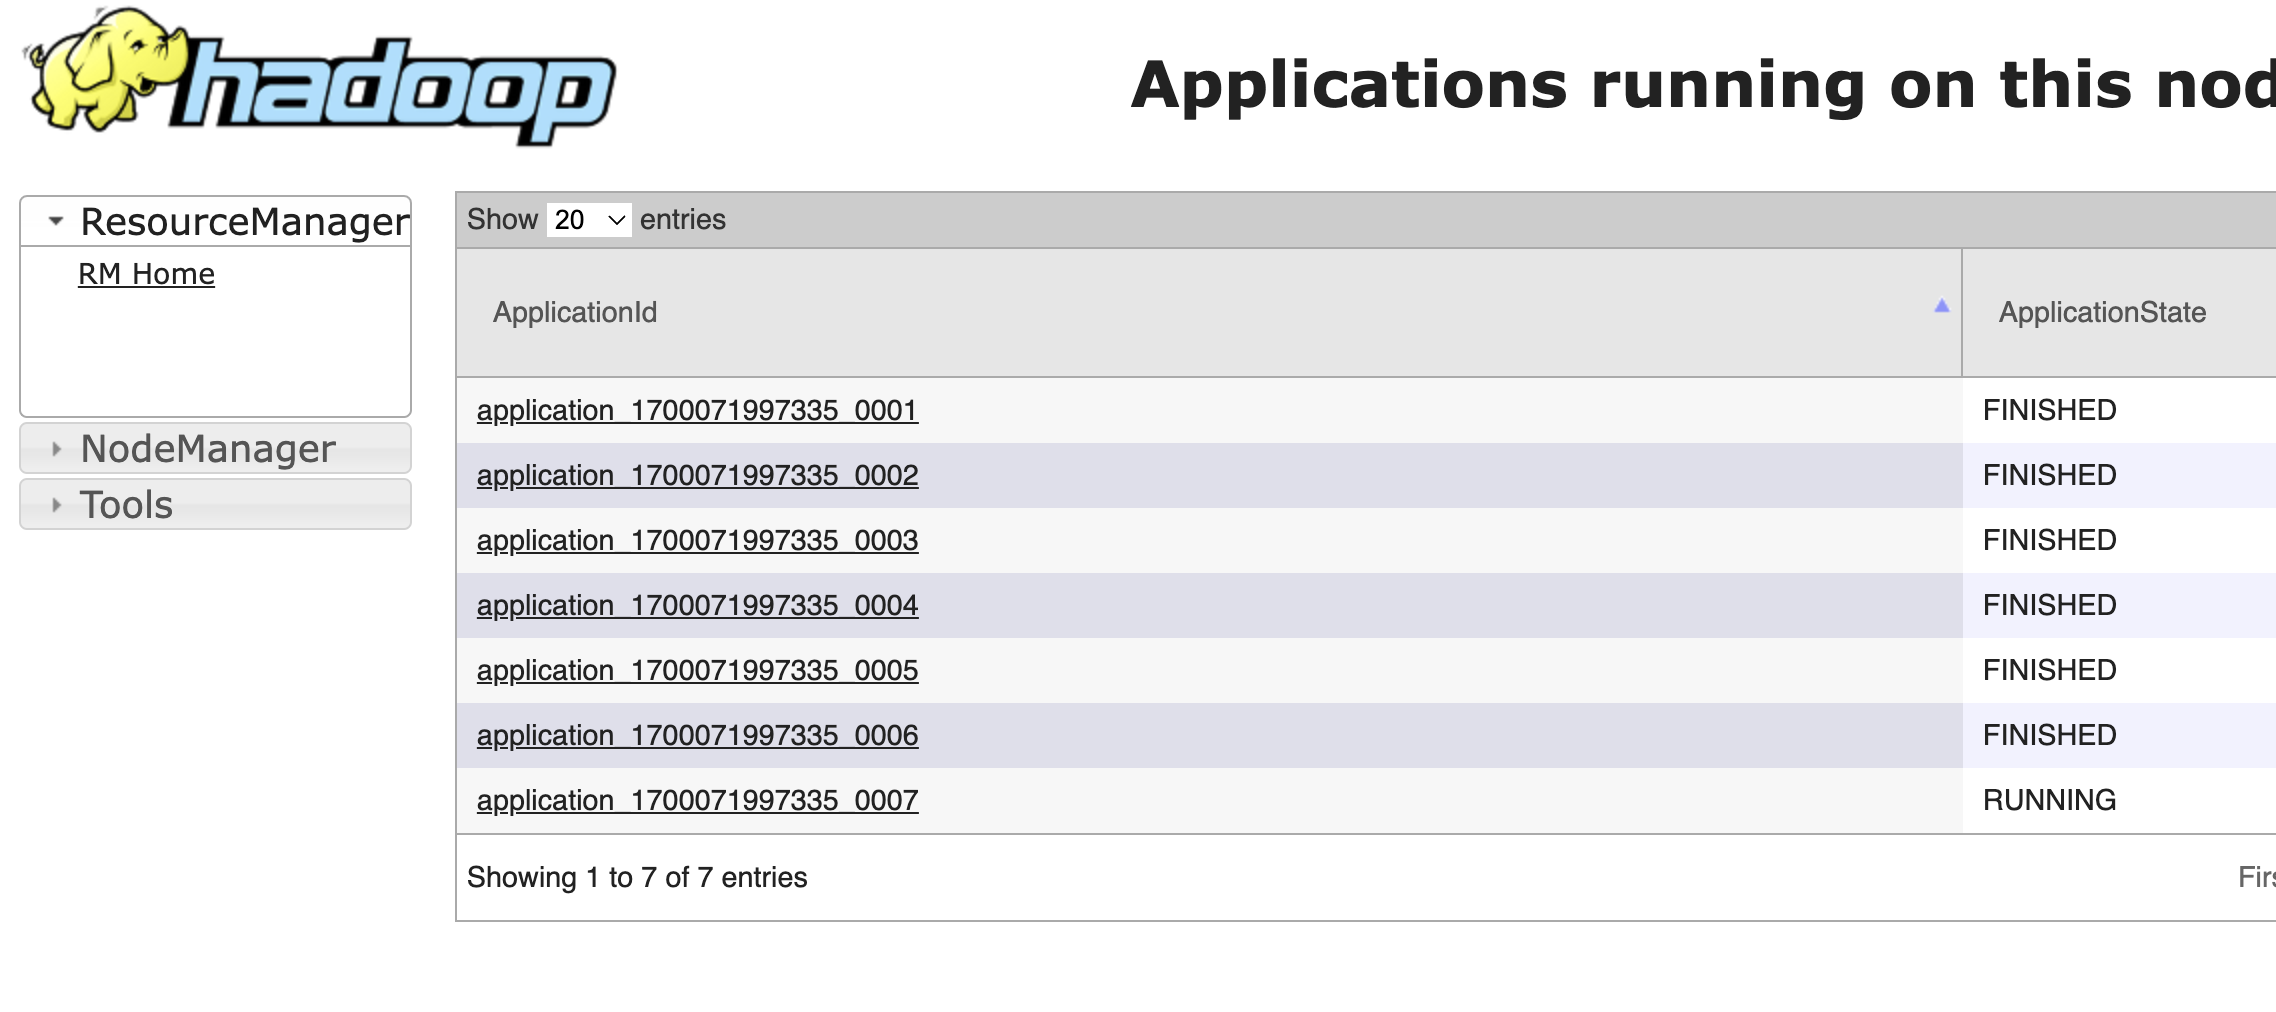 hadoop
Applications running on this nod
ResourceManager
RM Home
NodeManager
Tools
Show 20 entries
ApplicationId ApplicationState
application_1700071997335_0001 FINISHED
application_1700071997335_0002 FINISHED
application_1700071997335_0003 FINISHED
application_1700071997335_0004 FINISHED
application_1700071997335_0005 FINISHED
application_1700071997335_0006 FINISHED
application_1700071997335_0007 RUNNING
Showing 1 to 7 of 7 entries
Firs